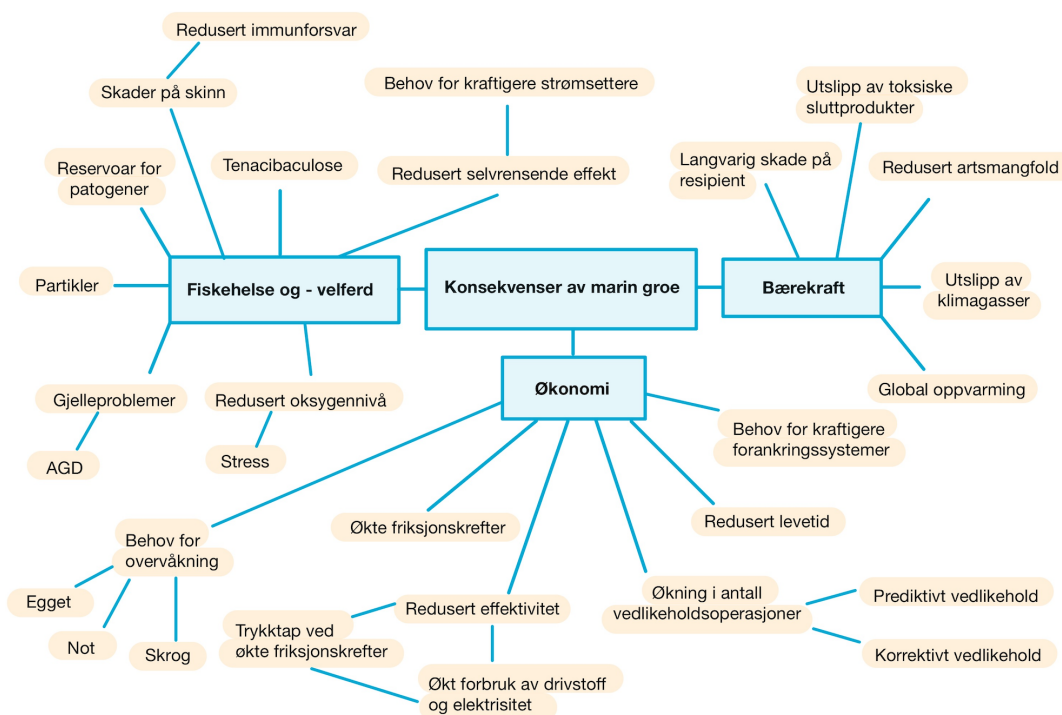 Redusert immunforsvar
Skader på skinn
Behov for kraftigere strømsettere
Utslipp av toksiske
sluttprodukter
Reservoar for
patogener
Tenacibaculose
Redusert selvrensende effekt
Langvarig skade på
resipient
Redusert artsmangfold
Partikler
Fiskehelse og - velferd
Konsekvenser av marin groe
Bærekraft
Utslipp av
klimagasser
Gjelleproblemer
Redusert oksygennivå
Økonomi
Global oppvarming
AGD
Stress
Behov for kraftigere
forankringssystemer
Økte friksjonskrefter
Redusert levetid
Behov for
overvåkning
Egget
Not
Skrog
Redusert effektivitet
Trykktap ved
økte friksjonskrefter
Økt forbruk av drivstoff
og elektrisitet
Økning i antall
vedlikeholdsoperasjoner
Prediktivt vedlikehold
Korrektivt vedlikehold